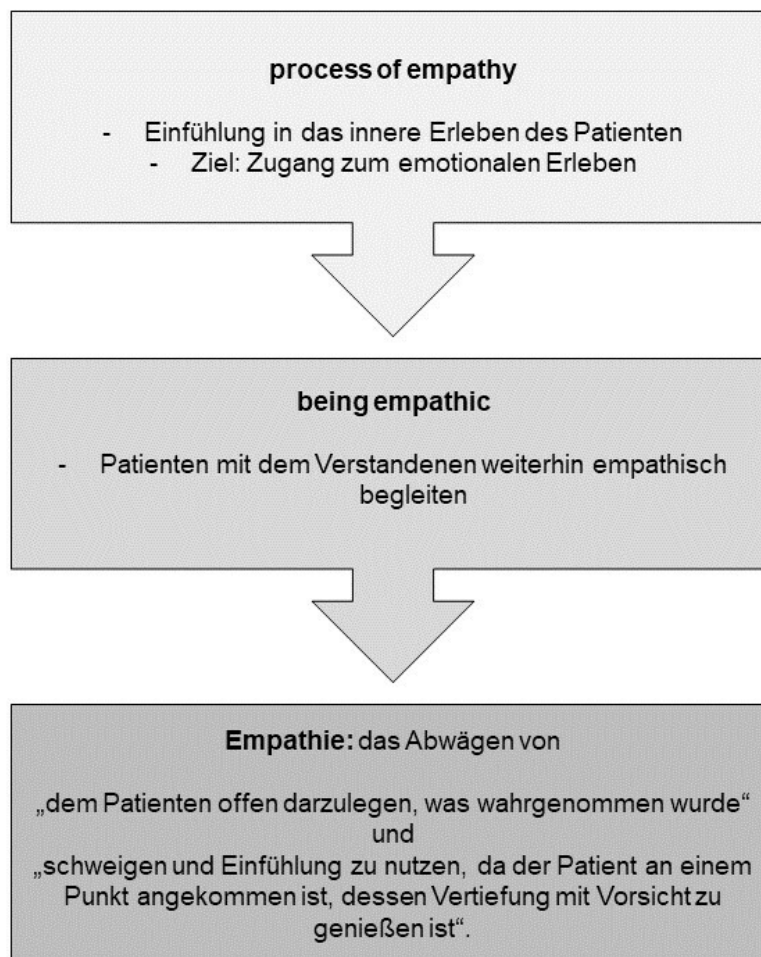 process of empathy
- Einfühlung in das innere Erleben des Patienten
- Ziel: Zugang zum emotionalen Erleben
being empathic
- Patienten mit dem Verstandenen weiterhin empathisch
begleiten
Empathie: das Abwägen von
„dem Patienten offen darzulegen, was wahrgenommen wurde“
und
„schweigen und Einfühlung zu nutzen, da der Patient an einem
Punkt angekommen ist, dessen Vertiefung mit Vorsicht zu
genießen ist“.